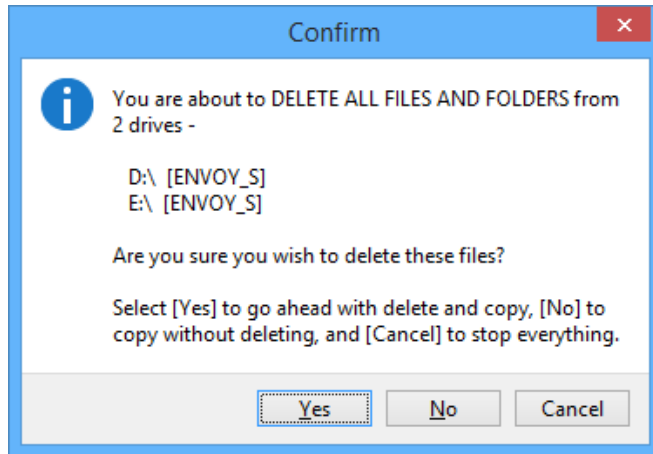 Confirm
You are about to DELETE ALL FILES AND FOLDERS from
2 drives -
D:\ [ENVOY_S]
E:\ [ENVOY_S]
Are you sure you wish to delete these files?
Select [Yes] to go ahead with delete and copy, [No] to
copy without deleting, and [Cancel] to stop everything.
Yes No Cancel